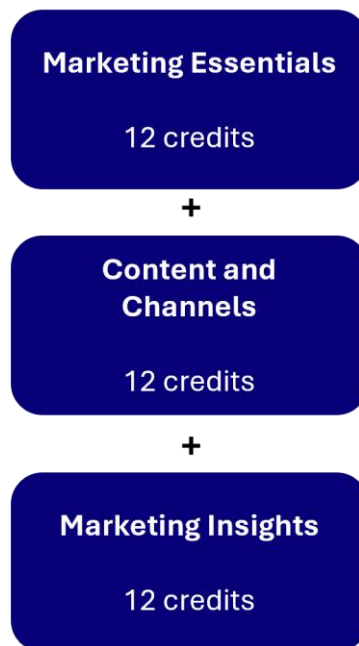 Marketing Essentials
12 credits
+
Content and
Channels
12 credits
+
Marketing Insights
12 credits